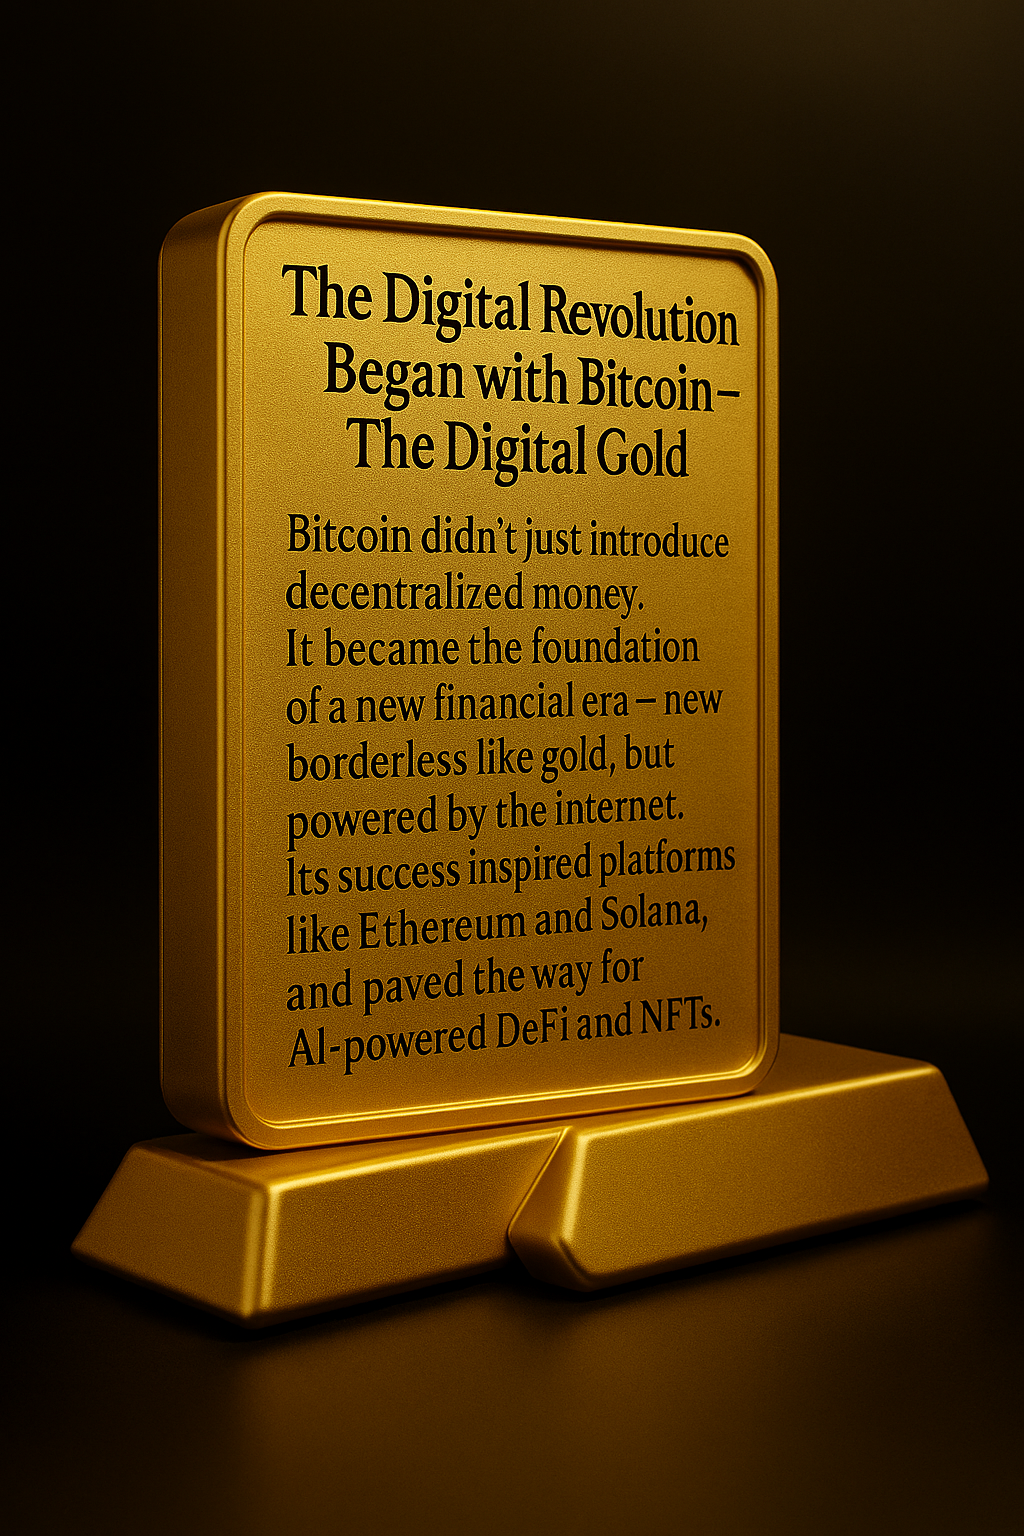 The Digital Revolution
Began with Bitcoin–
The Digital Gold
Bitcoin didn’t just introduce
decentralized money.
It became the foundation
of a new financial era – new
borderless like gold, but
powered by the internet.
Its success inspired platforms
like Ethereum and Solana,
and paved the way for
AI-powered DeFi and NFTs.